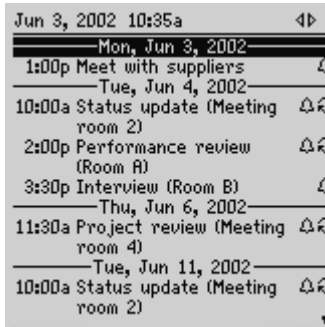 Jun 3, 2002 10:35a
Mon, Jun 3, 2002
1:00p Meet with suppliers
Tue, Jun 4, 2002
10:00a Status update (Meeting
room 2)
2:00p Performance review
(Room A)
3:30p Interview (Room B)
Thu, Jun 6, 2002
11:30a Project review (Meeting
room 4)
Tue, Jun 11, 2002
10:00a Status update (Meeting
room 2)